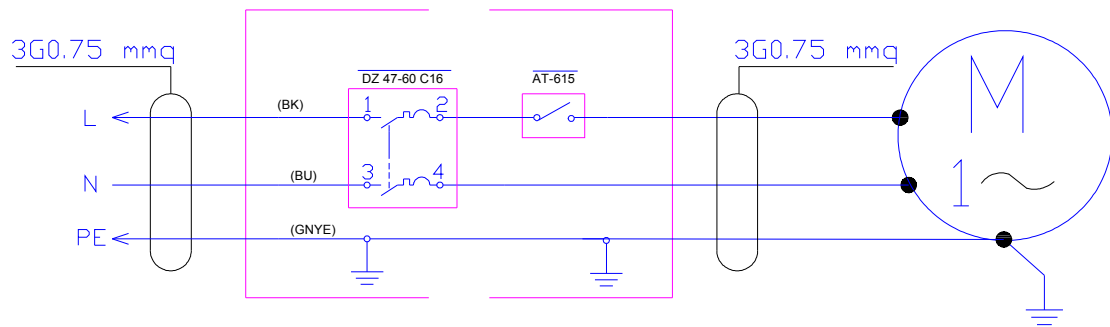 3G0.75 mmq
DZ 47-60 C16
AT-615
3G0.75 mmq
M
1
L
(BK)
1
2
N
(BU)
3
4
PE
(GNYE)